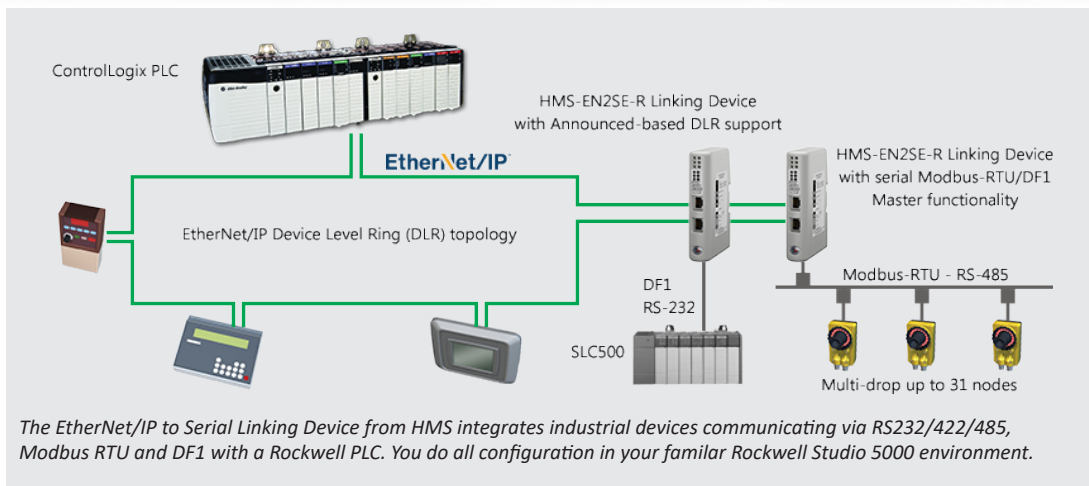 ControlLogix PLC
HMS-EN2SE-R Linking Device
with Announced-based DLR support
EtherNet/IP
HMS-EN2SE-R Linking Device
with serial Modbus-RTU/DF1
Master functionality
EtherNet/IP Device Level Ring (DLR) topology
Modbus-RTU - RS-485
DF1
RS-232
SLC500
Multi-drop up to 31 nodes
The EtherNet/IP to Serial Linking Device from HMS integrates industrial devices communicating via RS232/422/485,
Modbus RTU and DF1 with a Rockwell PLC. You do all configuration in your familar Rockwell Studio 5000 environment.